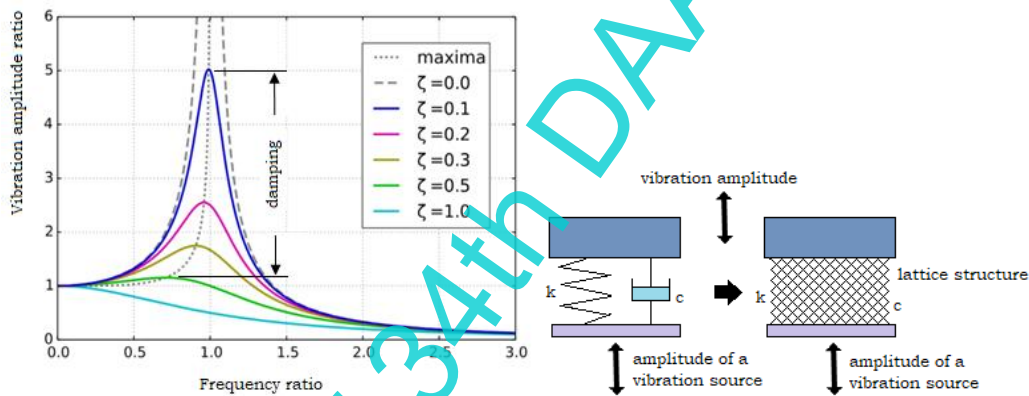 Vibration amplitude ratio
6
5
4
3
2
1
0
0.0 0.5 1.0 1.5 2.0 2.5 3.0
Frequency ratio
damping
maxima
ζ=0.0
ζ=0.1
ζ=0.2
ζ=0.3
ζ=0.5
ζ=1.0
34th DAA
vibration amplitude
k
c
amplitude of a
vibration source
lattice structure
k
c
amplitude of a
vibration source